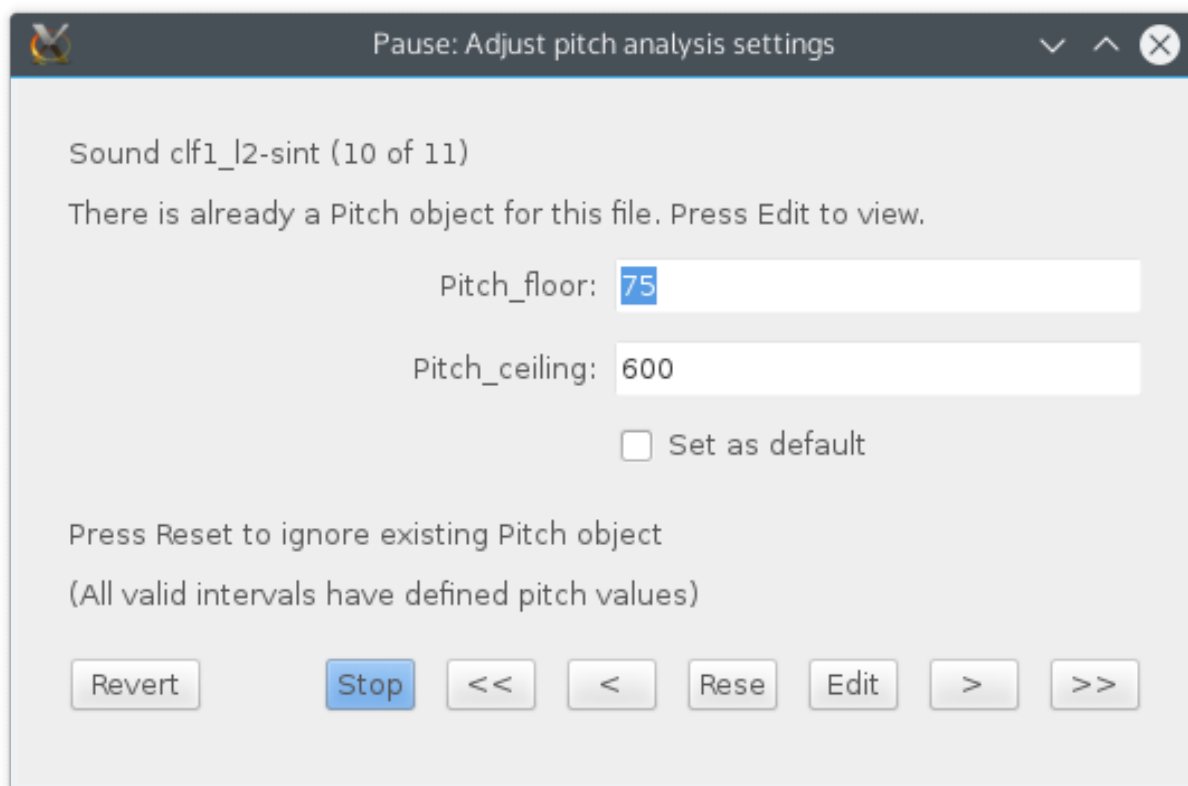 Pause: Adjust pitch analysis settings
Sound clf1_l2-sint (10 of 11)
There is already a Pitch object for this file. Press Edit to view.
Pitch_floor: 75
Pitch_ceiling: 600
Set as default
Press Reset to ignore existing Pitch object
(All valid intervals have defined pitch values)
Revert Stop << < Rese Edit > >>